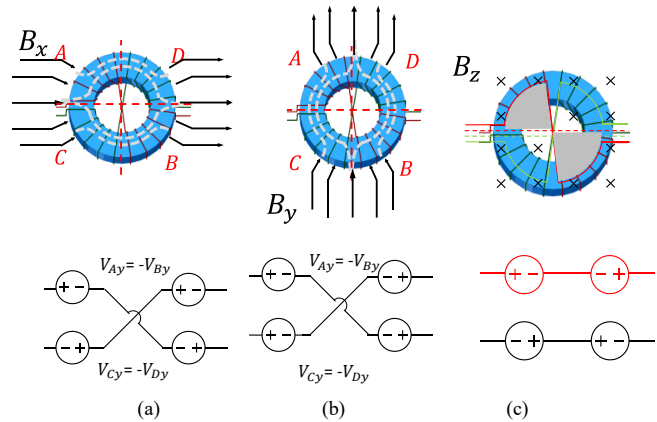 B_x A D
C B
A D
C B
B_y
B_z
V_Ay= -V_By
+ -
+ -
+ -
- +
- +
V_Cy= -V_Dy
V_Ay= -V_By
+ -
- +
+ -
- +
V_Cy= -V_Dy
+ -
- +
- +
+ -
(a)
(b)
(c)